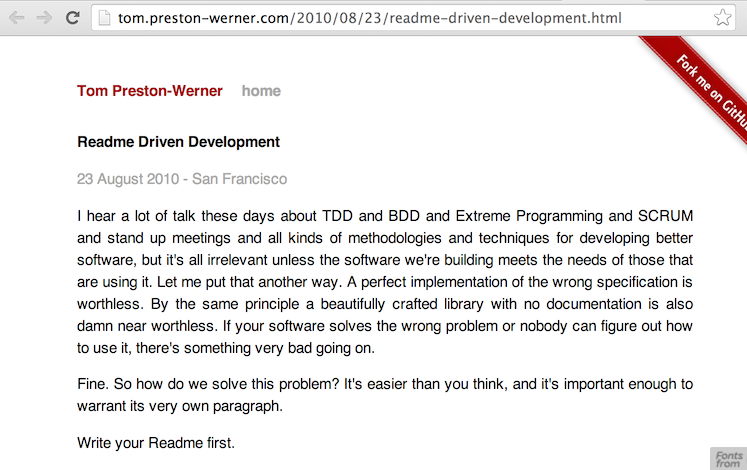 tom.preston-werner.com/2010/08/23/readme-driven-development.html
Fork me on GitHu
Tom Preston-Werner home
Readme Driven Development
23 August 2010 - San Francisco
I hear a lot of talk these days about TDD and BDD and Extreme Programming and SCRUM
and stand up meetings and all kinds of methodologies and techniques for developing better
software, but it's all irrelevant unless the software we're building meets the needs of those that
are using it. Let me put that another way. A perfect implementation of the wrong specification is
worthless. By the same principle a beautifully crafted library with no documentation is also
damn near worthless. If your software solves the wrong problem or nobody can figure out how
to use it, there's something very bad going on.
Fine. So how do we solve this problem? It's easier than you think, and it's important enough to
warrant its very own paragraph.
Write your Readme first.
Fonts
from